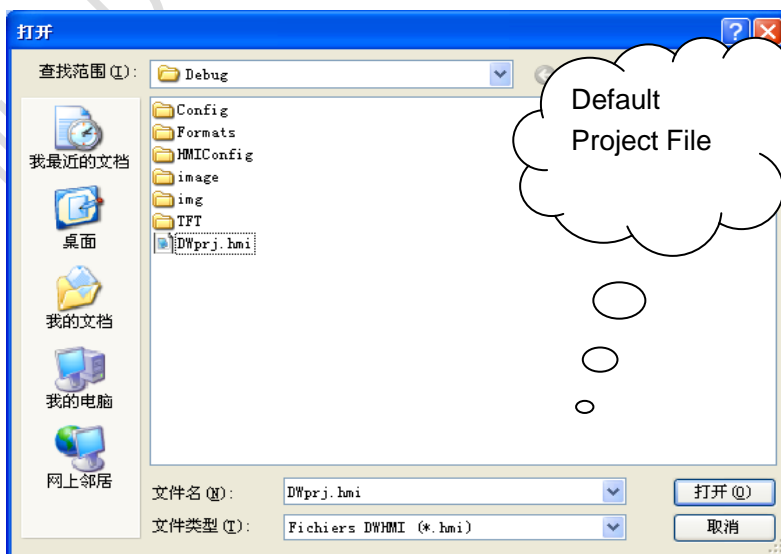 打开
查找范围(I):
Debug
Default
Project File
Config
Formats
HMIConfig
image
img
TFT
DWprj.hmi
我最近的文档
桌面
我的文档
我的电脑
网上邻居
文件名(N):
DWprj.hmi
打开(O)
文件类型(T):
Fichiers DWHMI (*.hmi)
取消